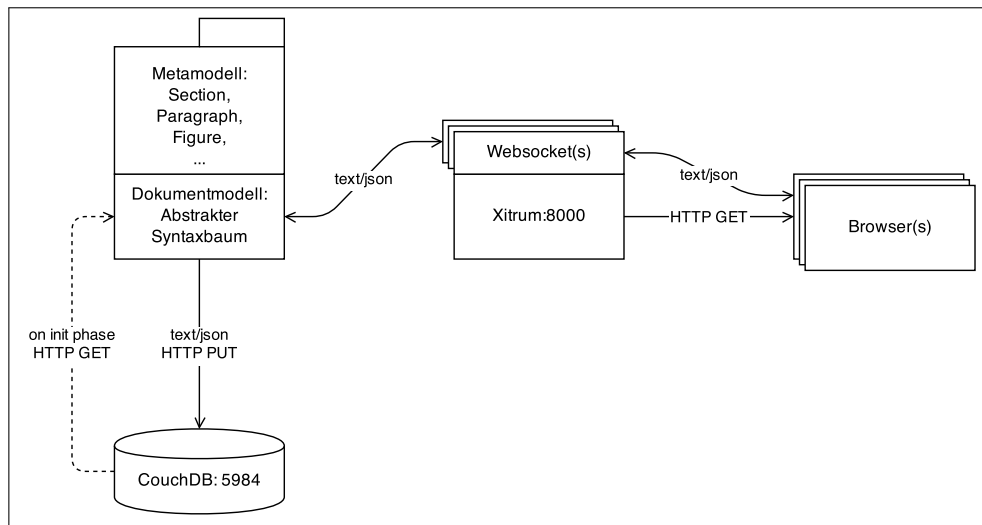 Metamodell:
Section,
Paragraph,
Figure,
...
Dokumentmodell:
Abstrakter
Syntaxbaum
text/json
Websocket(s)
Xitrum:8000
text/json
HTTP GET
Browser(s)
on init phase
HTTP GET
text/json
HTTP PUT
CouchDB: 5984